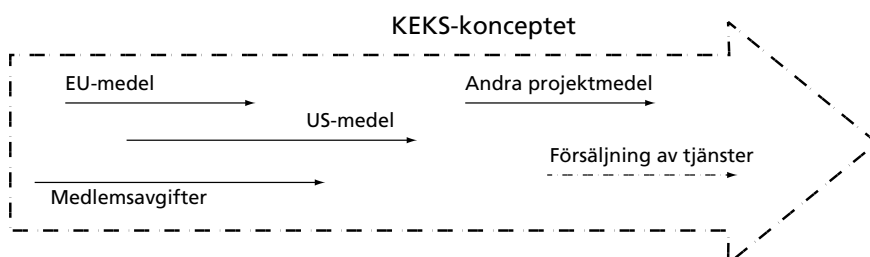 KEKS-konceptet
EU-medel
Andra projektmedel
US-medel
Försäljning av tjänster
Medlemsavgifter